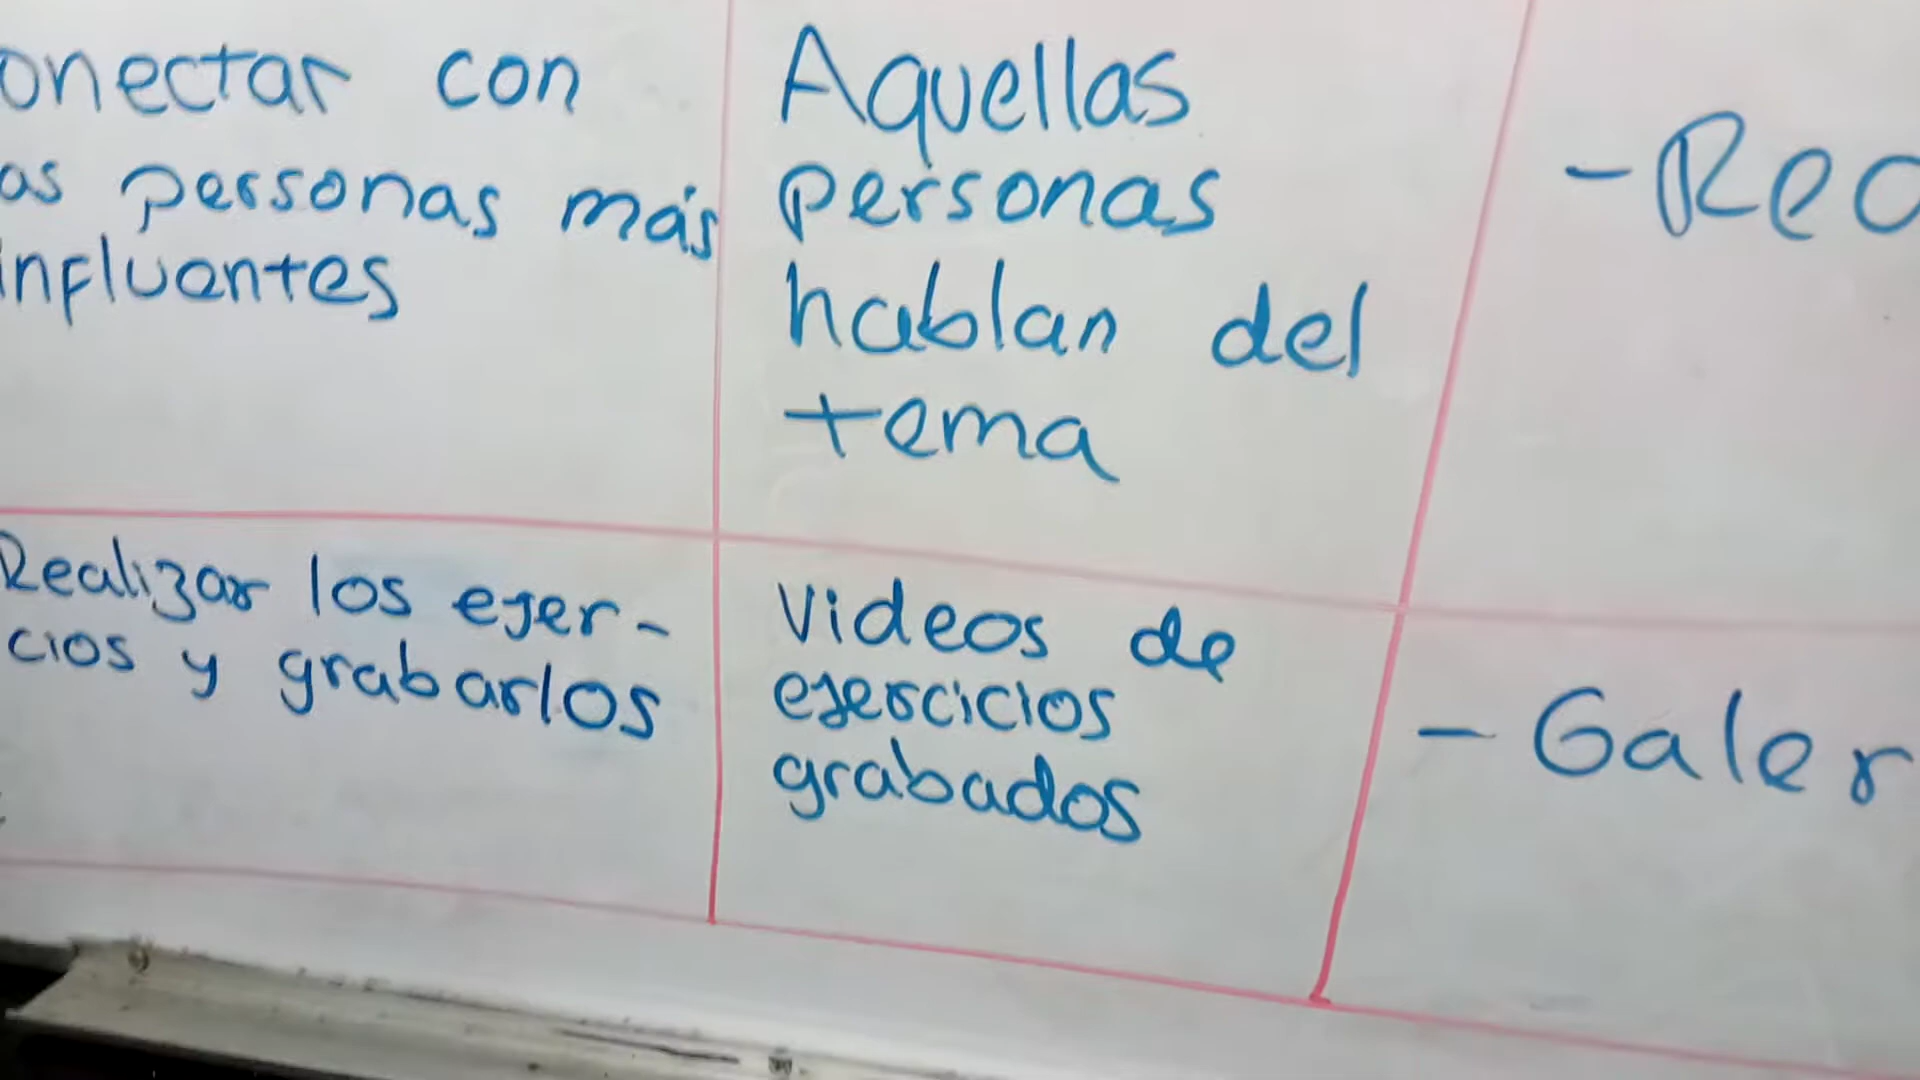 onectar con
as personas más
influentes
Aquellas
personas
hablan del
tema
- Red
Realizar los ejer-
cios y grabarlos
Videos de
ejercicios
grabados
- Galer